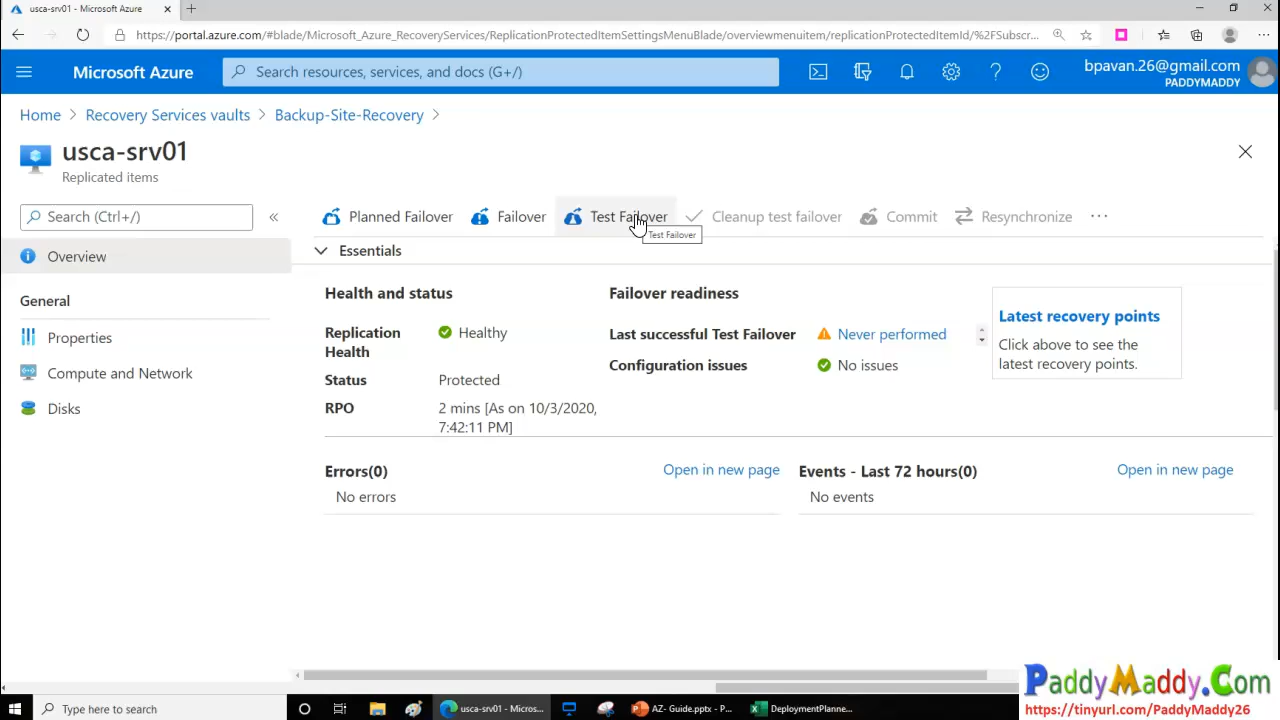 usca-srv01 - Microsoft Azure
https://portal.azure.com/#blade/Microsoft_Azure_RecoveryServices/ReplicationProtectedItemSettingsMenuBlade/overviewmenuitem/replicationProtectedItemId/%2FSubscr...
Microsoft Azure
Search resources, services, and docs (G+/)
bpavan.26@gmail.com
PADDYMADDY
Home > Recovery Services vaults > Backup-Site-Recovery >
usca-srv01
Replicated items
Search (Ctrl+/)
«
Planned Failover
Failover
Test Failover
Cleanup test failover
Commit
Resynchronize
...
Test Failover
Overview
General
Properties
Compute and Network
Disks
Essentials
Health and status
Replication Health
Healthy
Status
Protected
RPO
2 mins [As on 10/3/2020,
7:42:11 PM]
Failover readiness
Last successful Test Failover
Never performed
Configuration issues
No issues
Latest recovery points
Click above to see the
latest recovery points.
Errors(0)
Open in new page
No errors
Events - Last 72 hours(0)
Open in new page
No events
PaddyMaddy.Com
https://tinyurl.com/PaddyMaddy26
Type here to search
usca-srv01 - Micros...
AZ- Guide.pptx - P...
DeploymentPlanne...